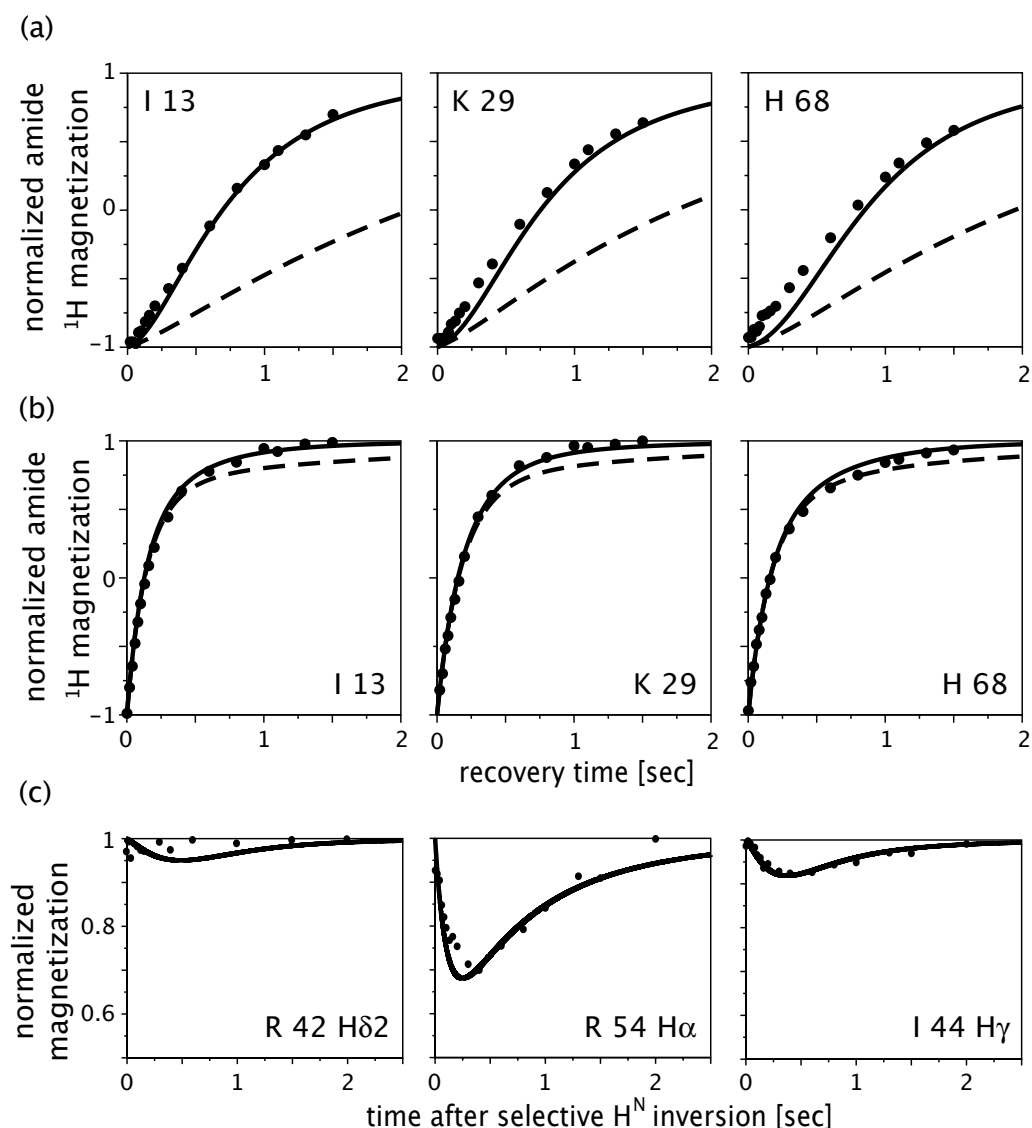 (a)
normalized amide
¹H magnetization
1
0
−1
I 13
K 29
H 68
0 1 2
0 1 2
0 1 2
(b)
normalized amide
¹H magnetization
1
0
−1
I 13
K 29
H 68
0 1 2
0 1 2
0 1 2
recovery time [sec]
(c)
normalized
magnetization
1
0.8
0.6
R 42 Hδ2
R 54 Hα
I 44 Hγ
0 1 2
0 1 2
0 1 2
time after selective Hᴺ inversion [sec]